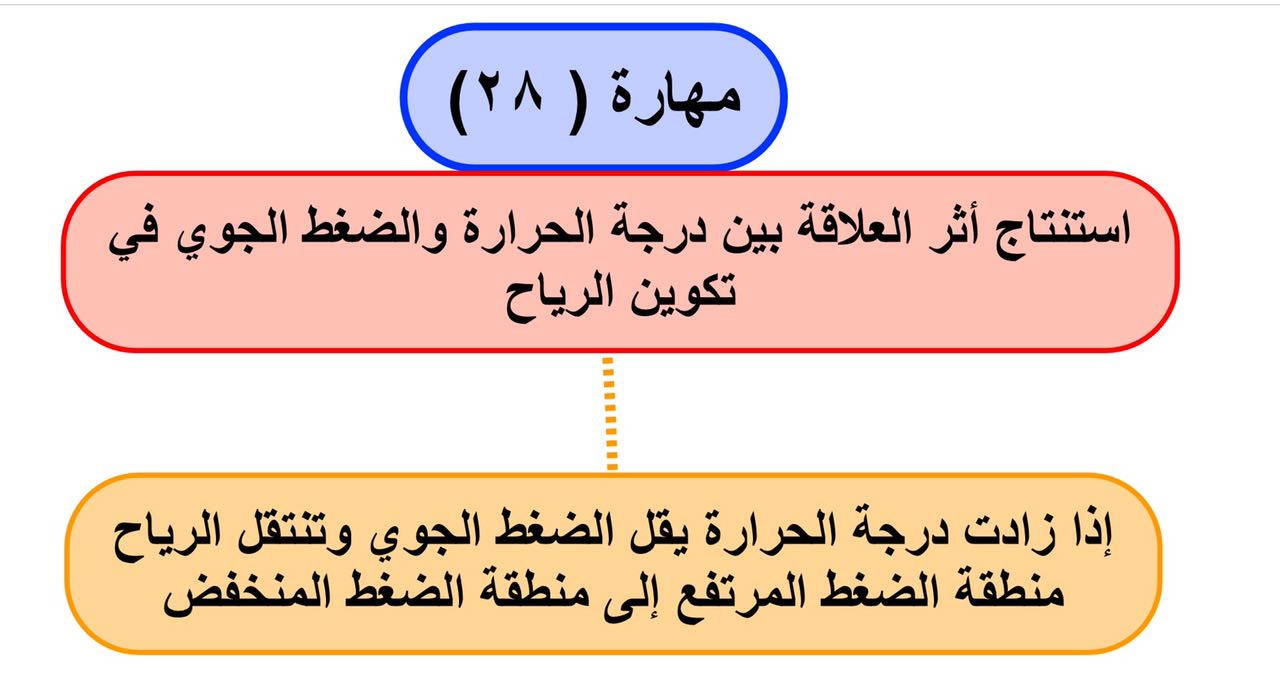 مهارة ( ٢٨)
استنتاج أثر العلاقة بين درجة الحرارة والضغط الجوي في
تكوين الرياح
إذا زادت درجة الحرارة يقل الضغط الجوي وتنتقل الرياح
منطقة الضغط المرتفع إلى منطقة الضغط المنخفض